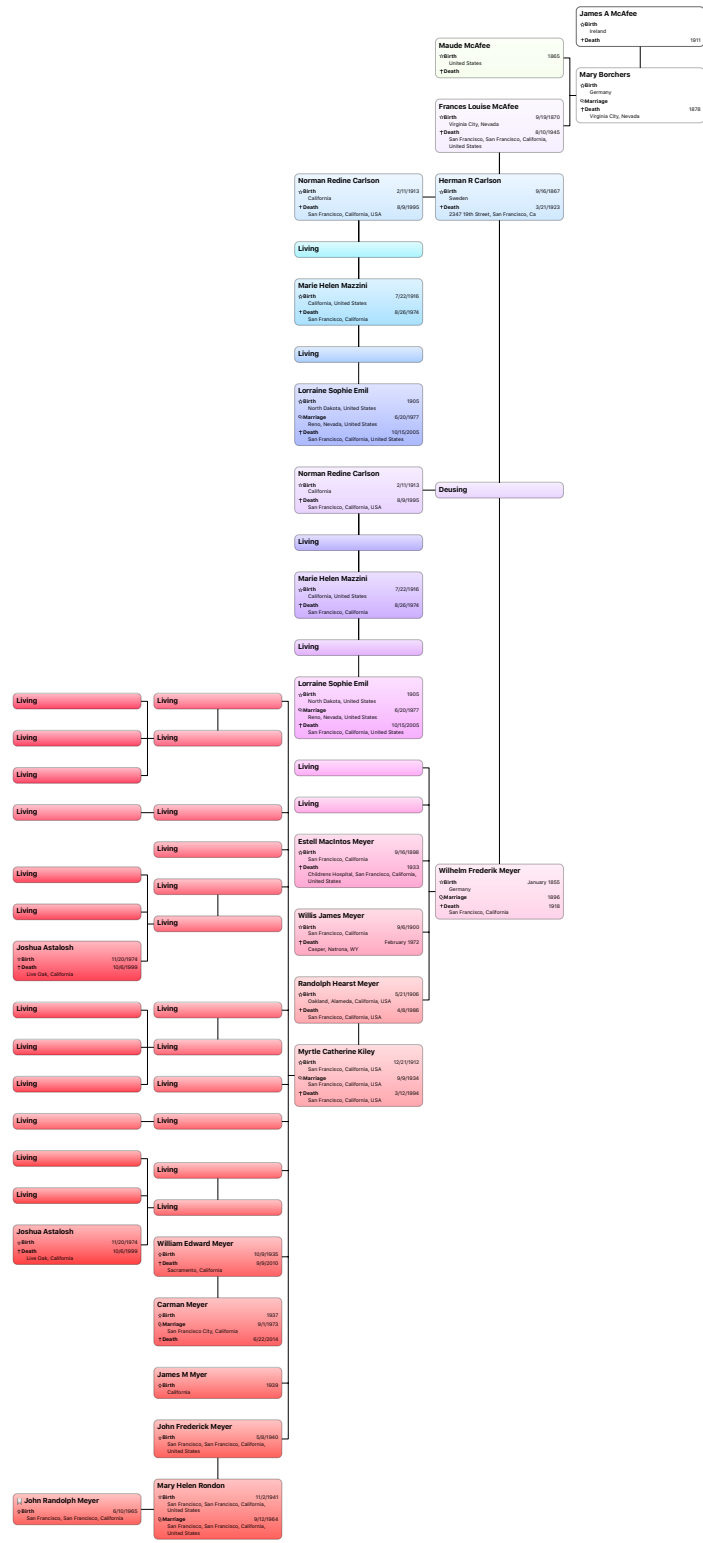 James A McAfee
☆Birth
Ireland
✝Death 1911
Maude McAfee
☆Birth 1865
United States
✝Death
Mary Borchers
☆Birth
Germany
Marriage
✝Death 1878
Virginia City, Nevada
Frances Louise McAfee
☆Birth 9/19/1870
Virginia City, Nevada
✝Death 8/10/1945
San Francisco, San Francisco, California,
United States
Norman Redine Carlson
☆Birth 2/11/1913
California
✝Death 8/9/1995
San Francisco, California, USA
Herman R Carlson
☆Birth 9/16/1867
Sweden
✝Death 3/21/1923
2347 19th Street, San Francisco, Ca
Living
Marie Helen Mazzini
☆Birth 7/22/1916
California, United States
✝Death 8/26/1974
San Francisco, California
Living
Lorraine Sophie Emil
☆Birth 1905
North Dakota, United States
Marriage 6/20/1977
Reno, Nevada, United States
✝Death 10/15/2005
San Francisco, California, United States
Norman Redine Carlson
☆Birth 2/11/1913
California
✝Death 8/9/1995
San Francisco, California, USA
Deusing
Living
Marie Helen Mazzini
☆Birth 7/22/1916
California, United States
✝Death 8/26/1974
San Francisco, California
Living
Lorraine Sophie Emil
☆Birth 1905
North Dakota, United States
Marriage 6/20/1977
Reno, Nevada, United States
✝Death 10/15/2005
San Francisco, California, United States
Living
Living
Living
Living
Living
Living
Living
Living
Living
Living
Estell MacIntos Meyer
☆Birth 9/16/1898
San Francisco, California
✝Death 1933
Childrens Hospital, San Francisco, California,
United States
Living
Wilhelm Frederik Meyer
☆Birth January 1855
Germany
Marriage 1896
✝Death 1918
San Francisco, California
Living
Living
Living
Living
Willis James Meyer
☆Birth 9/6/1900
San Francisco, California
✝Death February 1972
Casper, Natrona, WY
Joshua Astalosh
☆Birth 11/20/1974
✝Death 10/6/1999
Live Oak, California
Randolph Hearst Meyer
☆Birth 5/21/1906
Oakland, Alameda, California, USA
✝Death 4/8/1986
San Francisco, California, USA
Living
Living
Living
Living
Myrtle Catherine Kiley
☆Birth 12/21/1912
San Francisco, California, USA
Marriage 9/9/1934
San Francisco, California, USA
✝Death 2/12/1994
San Francisco, California, USA
Living
Living
Living
Living
Living
Living
Living
Living
Joshua Astalosh
☆Birth 11/20/1974
✝Death 10/6/1999
Live Oak, California
William Edward Meyer
☆Birth 10/9/1935
✝Death 9/9/2010
Sacramento, California
Carman Meyer
☆Birth 1937
Marriage 9/1/1973
San Francisco City, California
✝Death 6/22/2014
James M Myer
☆Birth 1939
California
John Frederick Meyer
☆Birth 5/8/1940
San Francisco, San Francisco, California,
United States
Mary Helen Rondon
☆Birth 11/2/1941
San Francisco, San Francisco, California,
United States
Marriage 9/12/1964
San Francisco, San Francisco, California,
United States
John Randolph Meyer
☆Birth 6/10/1965
San Francisco, San Francisco, California